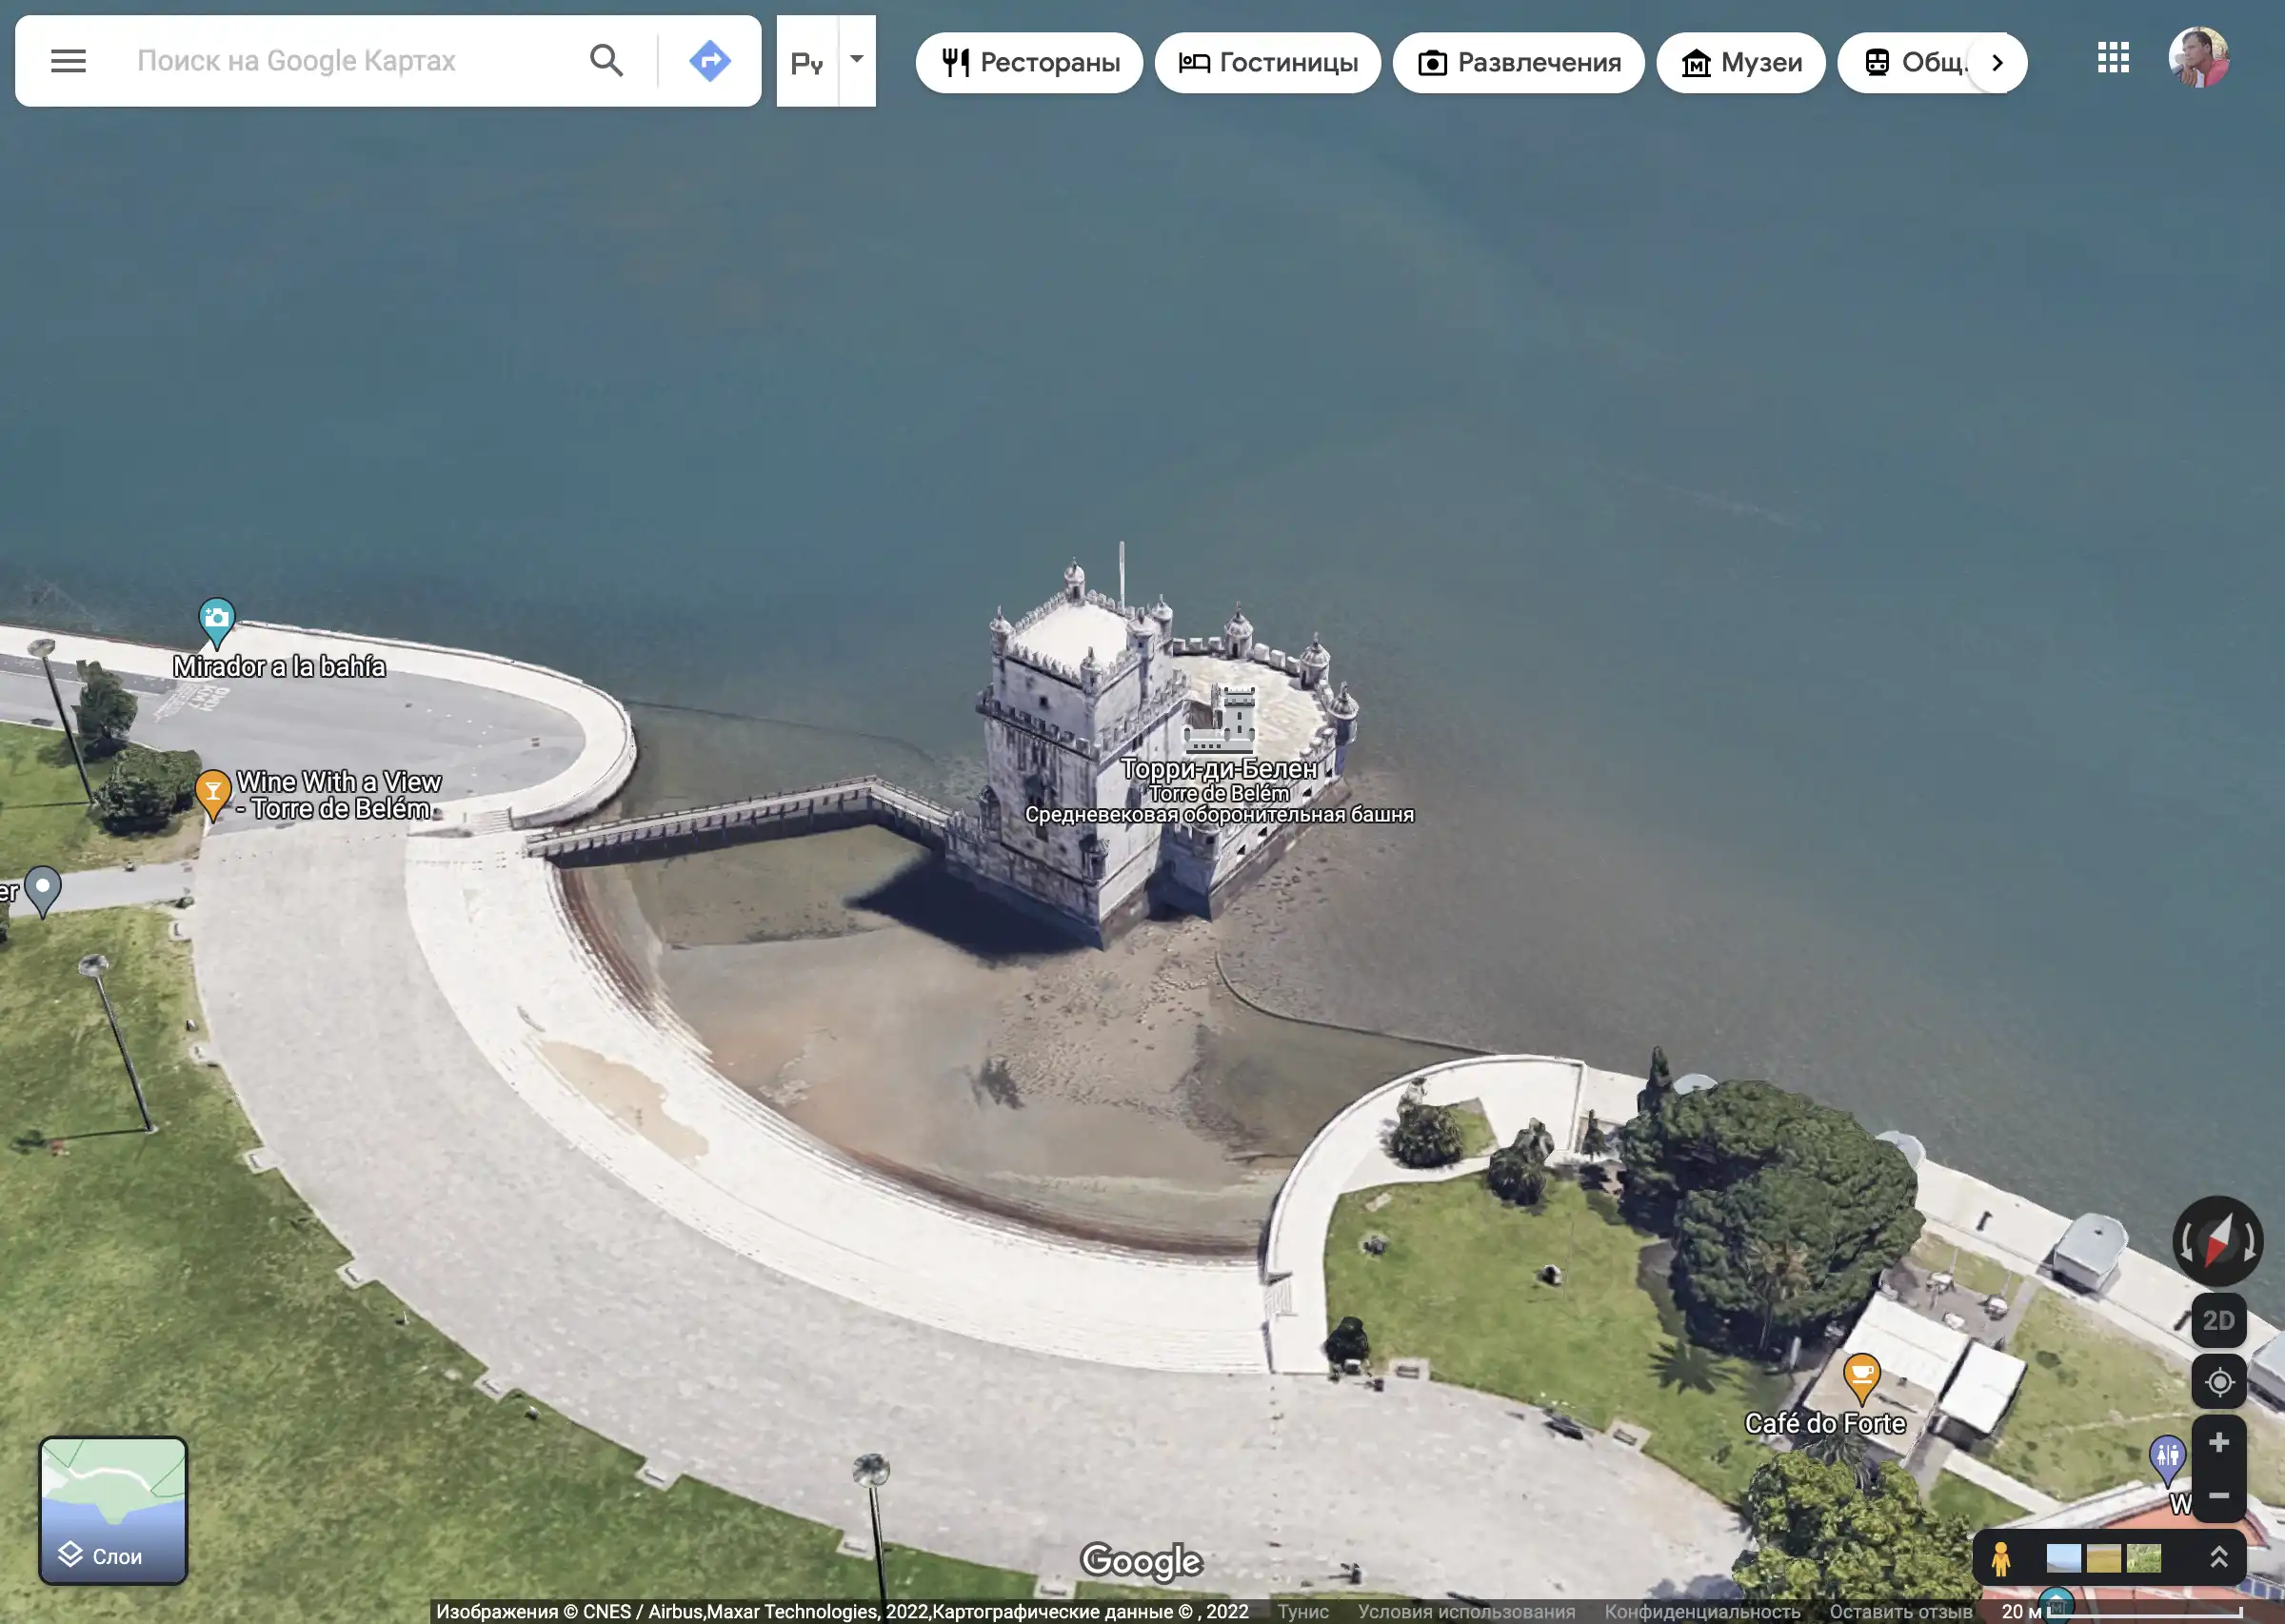 Поиск на Google Картах
Ру
Рестораны
Гостиницы
Развлечения
Музеи
Общ.
Mirador a la bahía
Wine With a View
- Torre de Belém
er
Торри-ди-Белен
Torre de Belém
Средневековая оборонительная башня
2D
Café do Forte
W
Слои
Google
Изображения © CNES / Airbus,Maxar Technologies, 2022,Картографические данные © , 2022 Тунис Условия использования Конфиденциальность Оставить отзыв 20 м